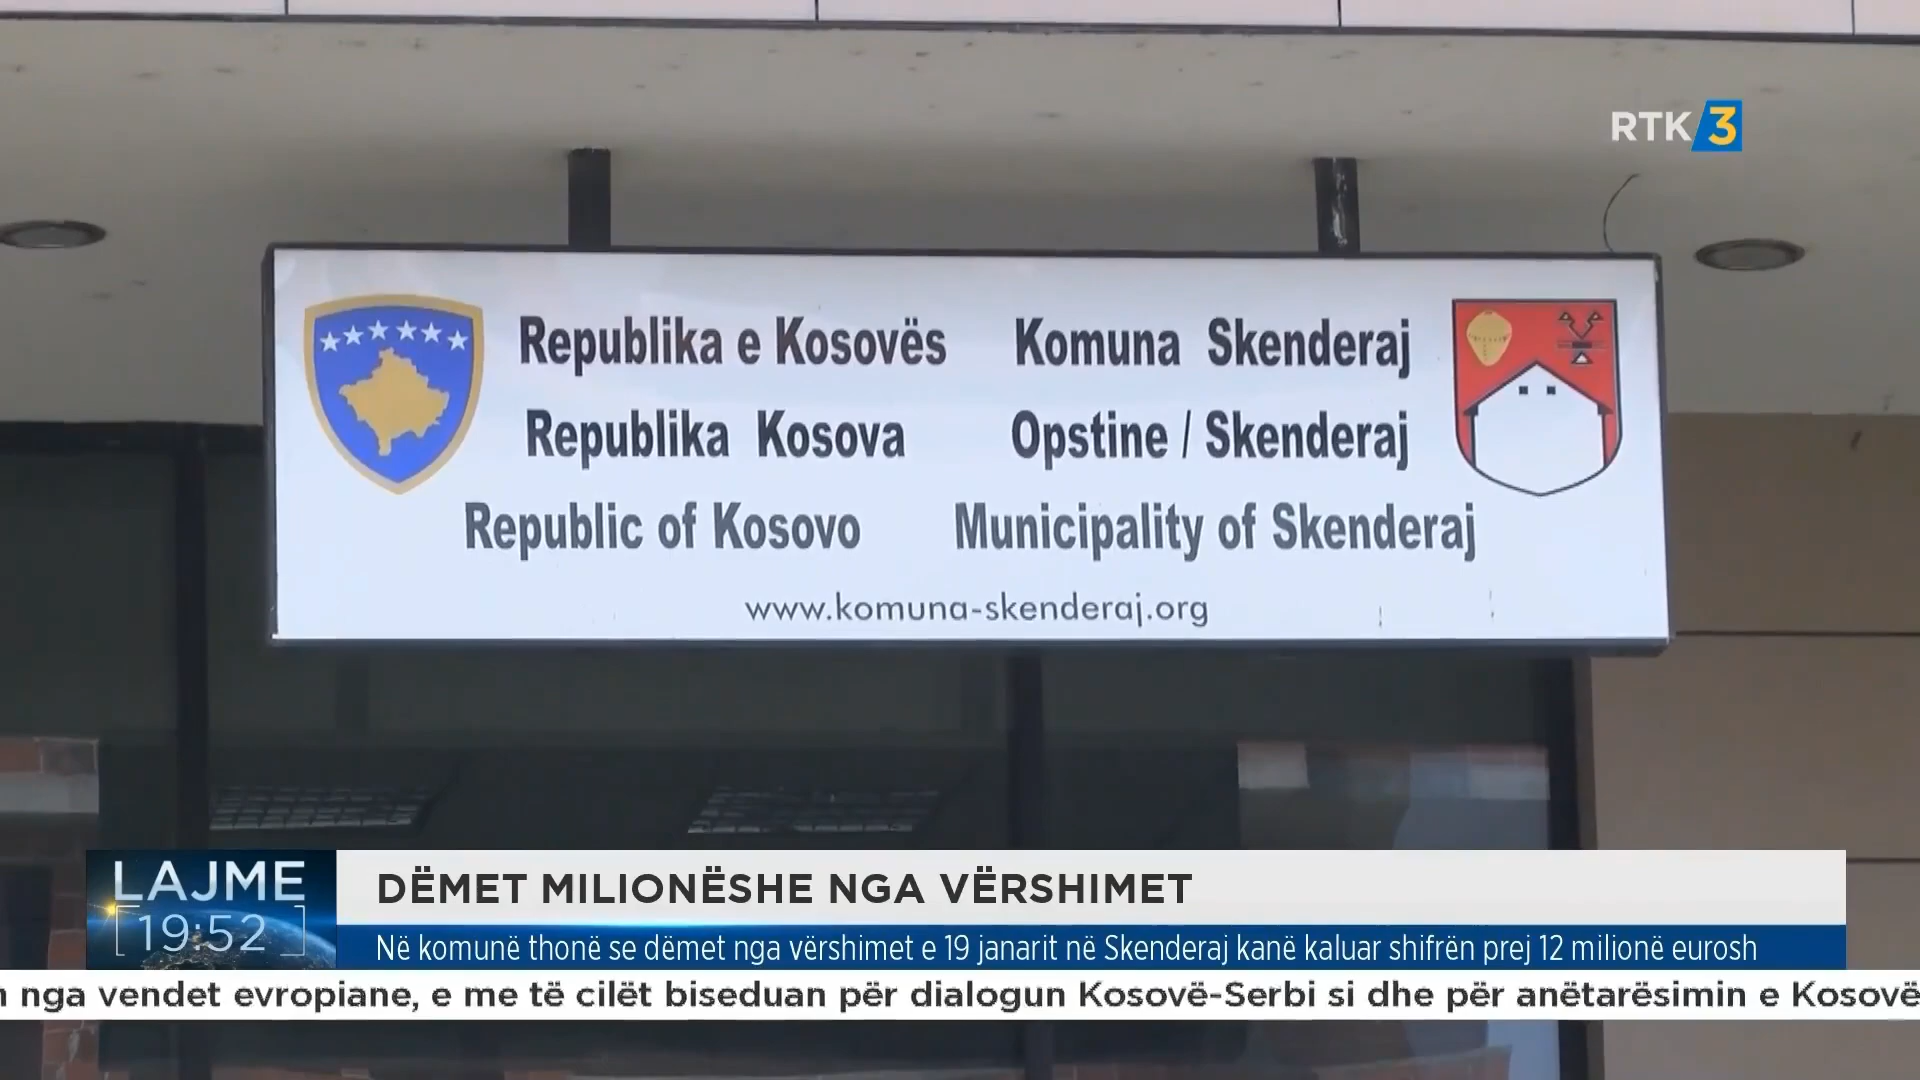 RTK 3
Republika e Kosovës Komuna Skenderaj
Republika Kosova Opstine / Skenderaj
Republic of Kosovo Municipality of Skenderaj
www.komuna-skenderaj.org
LAJME
19:52
DËMET MILIONËSHE NGA VËRSHIMET
Në komunë thonë se dëmet nga vërshimet e 19 janarit në Skenderaj kanë kaluar shifrën prej 12 milionë eurosh
nga vendet evropiane, e me të cilët biseduan për dialogun Kosovë-Serbi si dhe për anëtarësimin e Kosovë